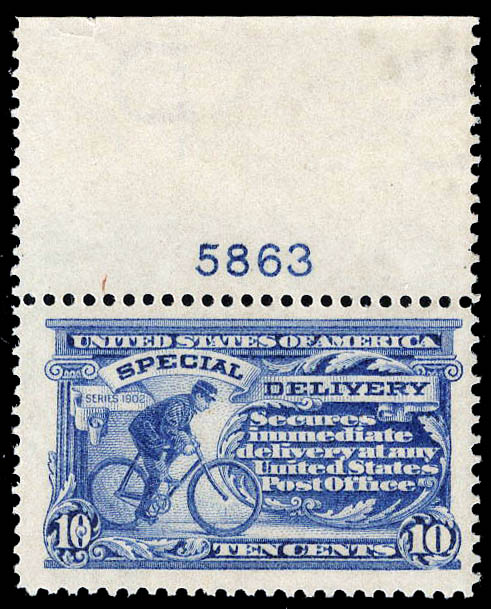 5863
UNITED STATES OF AMERICA
SPECIAL
DELIVERY
SERIES 1902
Secures
immediate
delivery at any
United States
Post Office
10
TEN CENTS
10